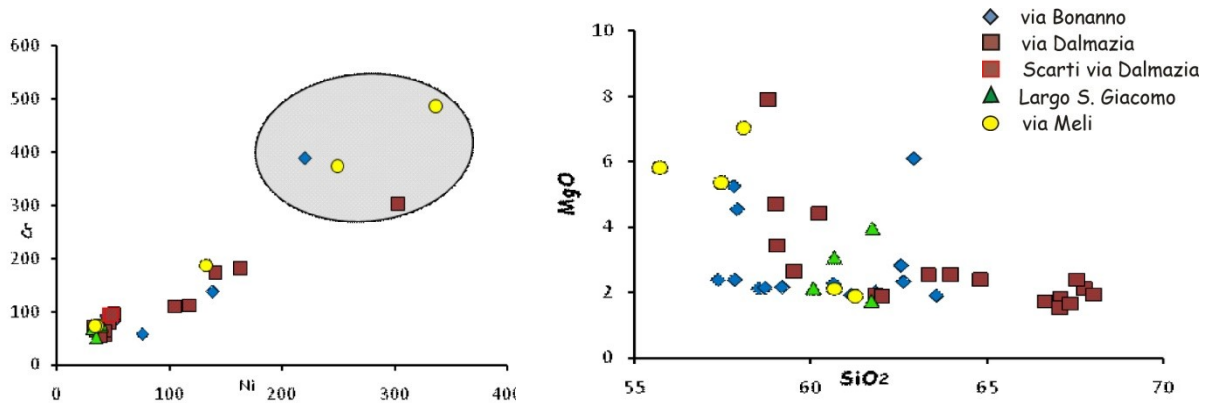 600
500
400
300
200
100
0
Cr
0
100
200
300
400
Ni
10
8
6
4
2
0
MgO
55
60
65
70
SiO2
via Bonanno
via Dalmazia
Scarti via Dalmazia
Largo S. Giacomo
via Meli